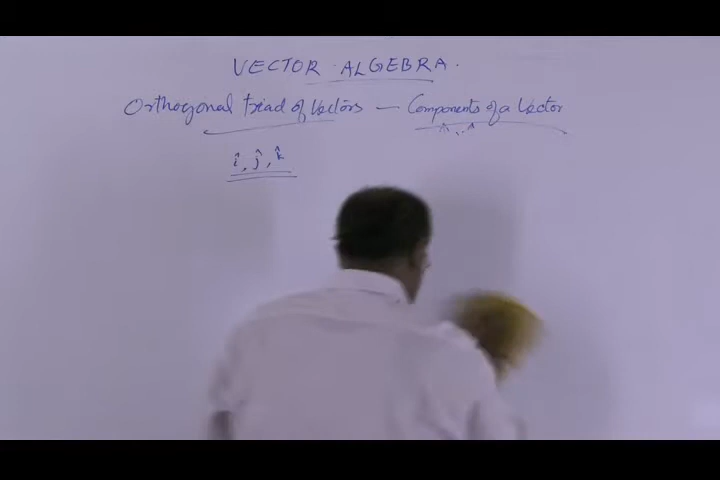 VECTOR ALGEBRA.
Orthogonal triad of Vectors — Components of a Vector
î, ĵ, k̂